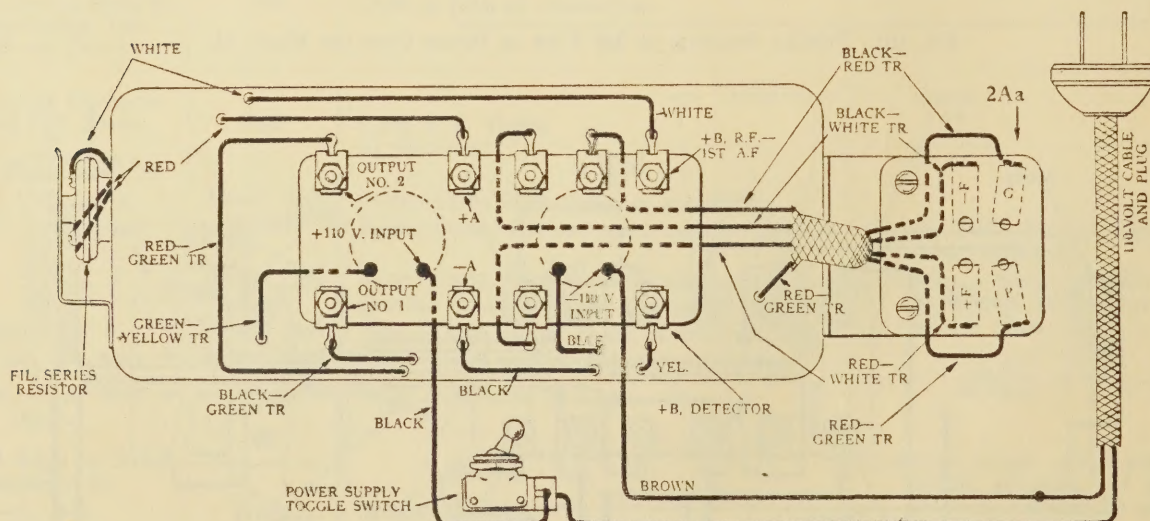 WHITE
BLACK—
RED TR
BLACK—
WHITE TR
2Aa
110-VOLT CABLE
AND PLUG
WHITE
+B, R.F.—
1ST A.F
RED
OUTPUT
NO. 2
+A
—F
G
RED—
GREEN TR
+110 V. INPUT
—A
OUTPUT
NO 1
—110 V
INPUT
RED—
GREEN TR
+F
P
GREEN—
YELLOW TR
BLUE
YEL.
FIL. SERIES
RESISTOR
BLACK—
GREEN TR
BLACK
RED—
WHITE TR
BLACK
+B, DETECTOR
RED—
GREEN TR
POWER SUPPLY
TOGGLE SWITCH
BROWN